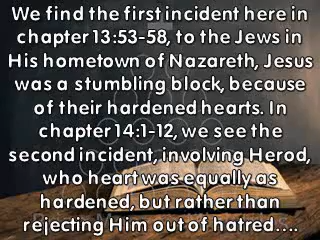 We find the first incident here in
chapter 13:53-58, to the Jews in
His hometown of Nazareth, Jesus
was a stumbling block, because
of their hardened hearts. In
chapter 14:1-12, we see the
second incident, involving Herod,
who heart was equally as
hardened, but rather than
rejecting Him out of hatred....